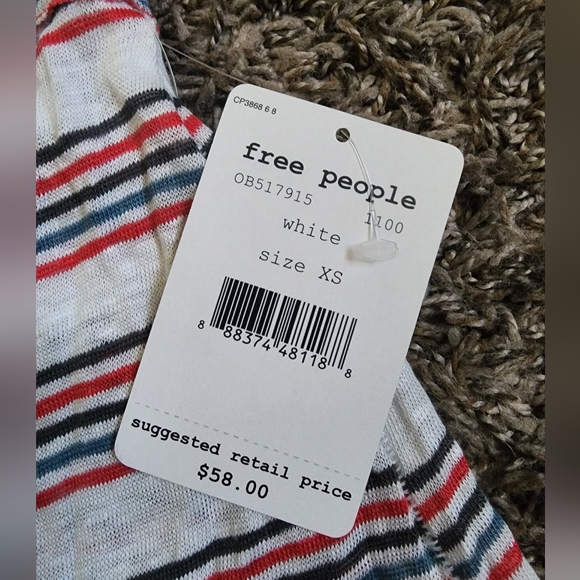 CP3868 6 8
free people
OB517915 1100
white
size XS
8 88374 48118 8
suggested retail price
$58.00